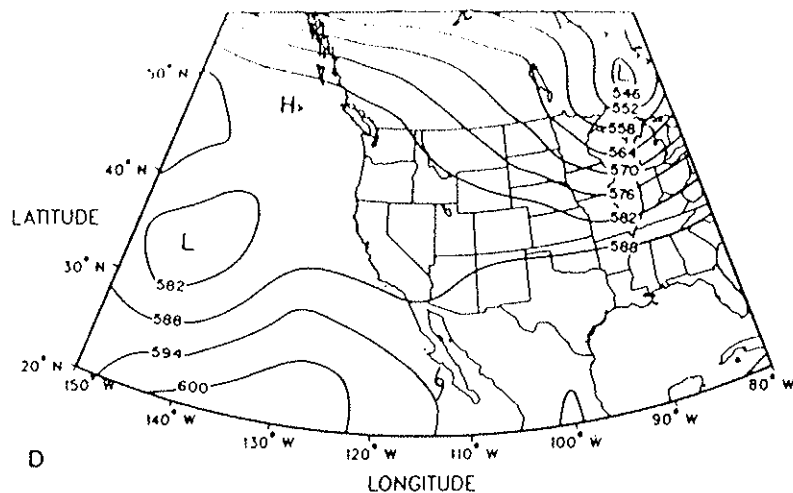 50° N
L
546
H
552
558
564
40° N
570
576
LATITUDE
582
L
588
30° N
582
588
594
20° N
150° W
600
80° W
140° W
90° W
130° W
100° W
120° W
110° W
D
LONGITUDE